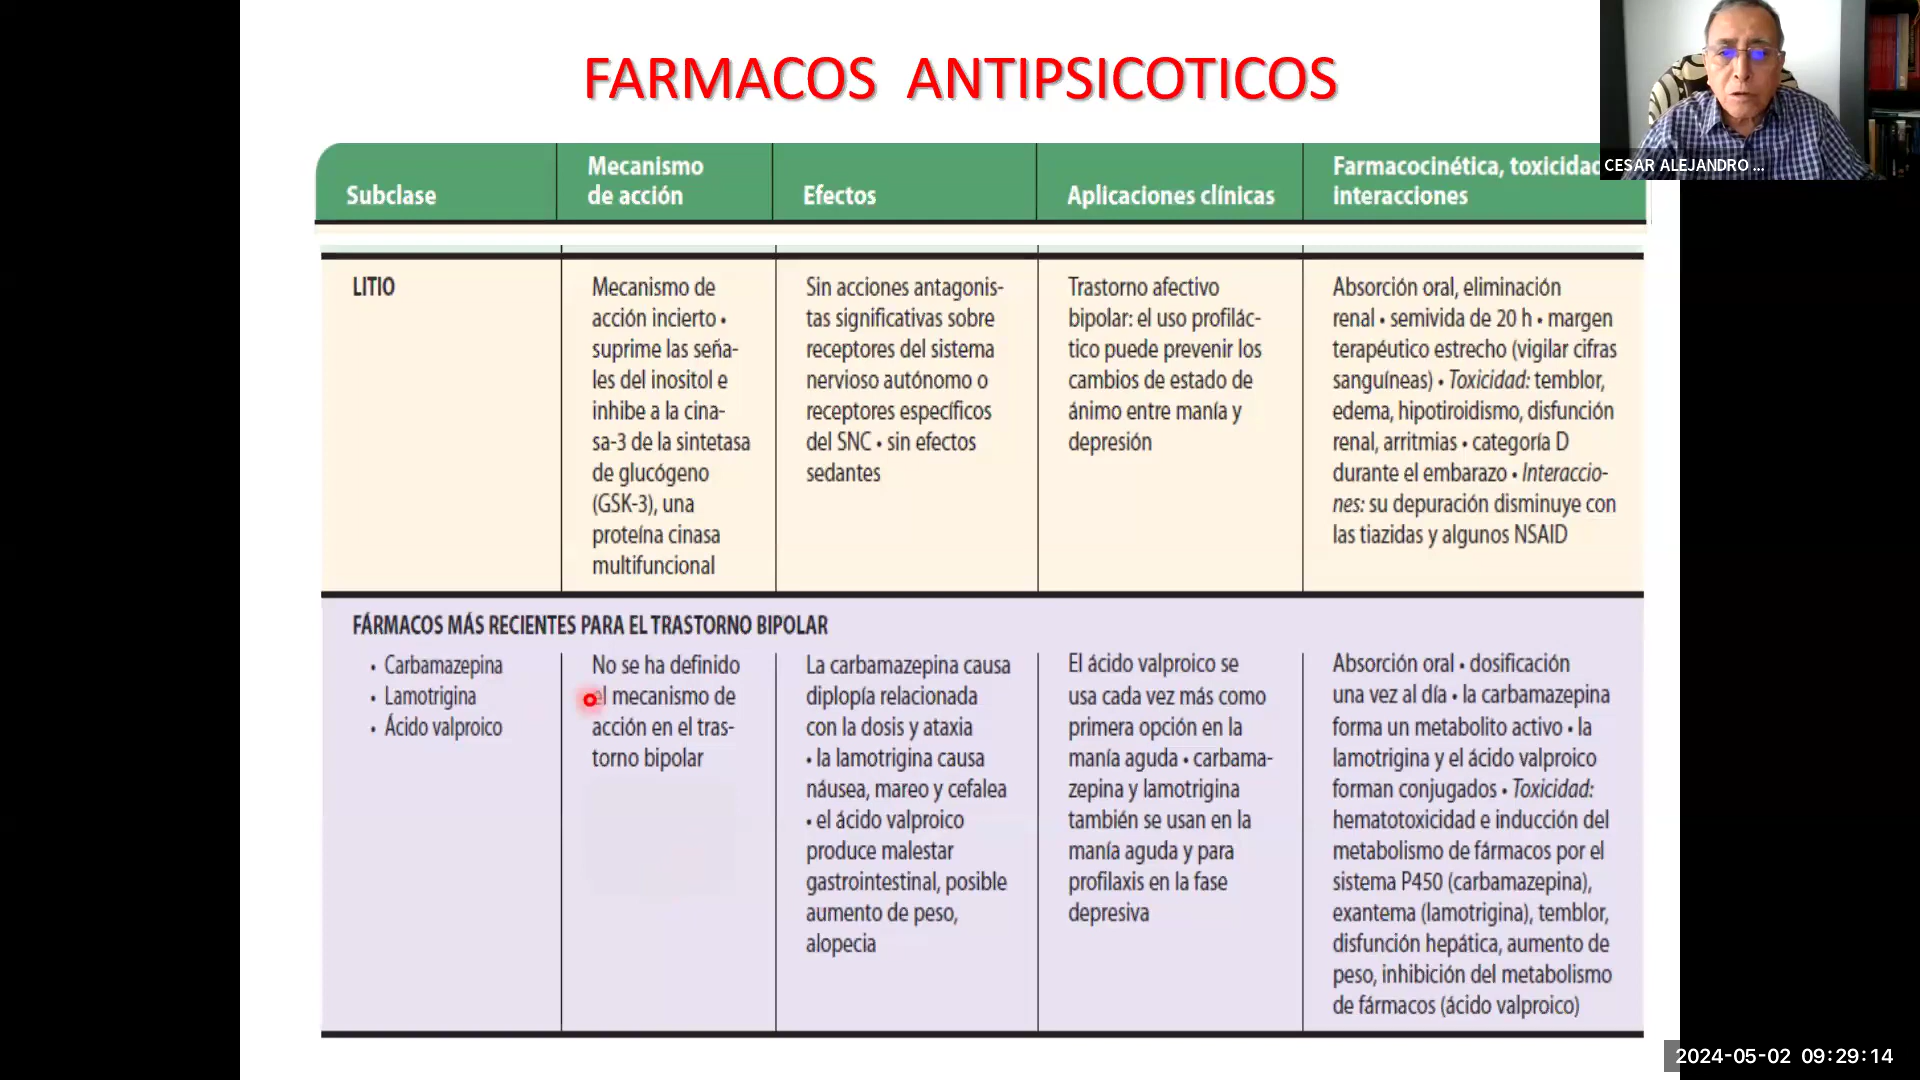 FARMACOS ANTIPSICOTICOS
CESAR ALEJANDRO ...
Subclase
Mecanismo
de acción
Efectos
Aplicaciones clínicas
Farmacocinética, toxicidad
interacciones
LITIO
Mecanismo de
acción incierto •
suprime las seña-
les del inositol e
inhibe a la cina-
sa-3 de la sintetasa
de glucógeno
(GSK-3), una
proteína cinasa
multifuncional
Sin acciones antagonis-
tas significativas sobre
receptores del sistema
nervioso autónomo o
receptores específicos
del SNC • sin efectos
sedantes
Trastorno afectivo
bipolar: el uso profilác-
tico puede prevenir los
cambios de estado de
ánimo entre manía y
depresión
Absorción oral, eliminación
renal • semivida de 20 h • margen
terapéutico estrecho (vigilar cifras
sanguíneas) • Toxicidad: temblor,
edema, hipotiroidismo, disfunción
renal, arritmias • categoría D
durante el embarazo • Interaccio-
nes: su depuración disminuye con
las tiazidas y algunos NSAID
FÁRMACOS MÁS RECIENTES PARA EL TRASTORNO BIPOLAR
• Carbamazepina
• Lamotrigina
• Ácido valproico
No se ha definido
el mecanismo de
acción en el tras-
torno bipolar
La carbamazepina causa
diplopía relacionada
con la dosis y ataxia
• la lamotrigina causa
náusea, mareo y cefalea
• el ácido valproico
produce malestar
gastrointestinal, posible
aumento de peso,
alopecia
El ácido valproico se
usa cada vez más como
primera opción en la
manía aguda • carbama-
zepina y lamotrigina
también se usan en la
manía aguda y para
profilaxis en la fase
depresiva
Absorción oral • dosificación
una vez al día • la carbamazepina
forma un metabolito activo • la
lamotrigina y el ácido valproico
forman conjugados • Toxicidad:
hematotoxicidad e inducción del
metabolismo de fármacos por el
sistema P450 (carbamazepina),
exantema (lamotrigina), temblor,
disfunción hepática, aumento de
peso, inhibición del metabolismo
de fármacos (ácido valproico)
2024-05-02 09:29:14